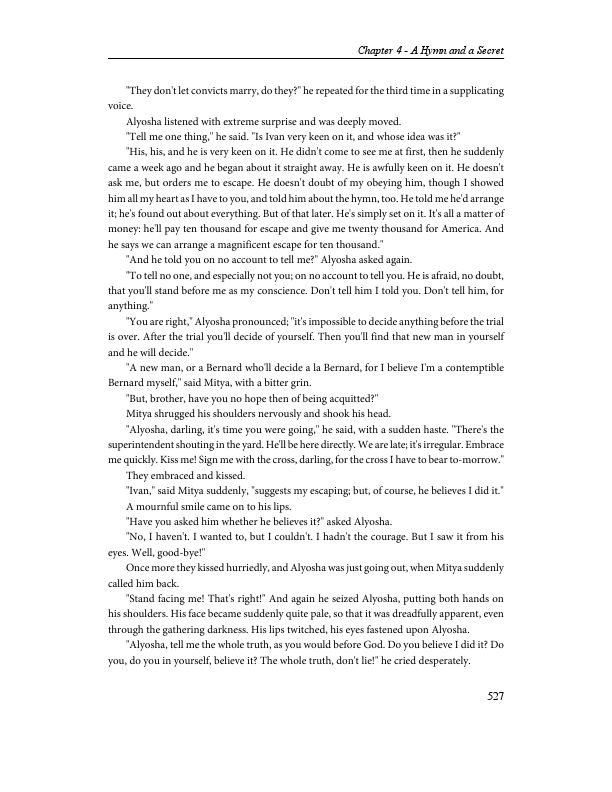 Chapter 4 - A Hymn and a Secret
"They don't let convicts marry, do they?" he repeated for the third time in a supplicating
voice.
Alyosha listened with extreme surprise and was deeply moved.
"Tell me one thing," he said. "Is Ivan very keen on it, and whose idea was it?"
"His, his, and he is very keen on it. He didn't come to see me at first, then he suddenly
came a week ago and he began about it straight away. He is awfully keen on it. He doesn't
ask me, but orders me to escape. He doesn't doubt of my obeying him, though I showed
him all my heart as I have to you, and told him about the hymn, too. He told me he'd arrange
it; he's found out about everything. But of that later. He's simply set on it. It's all a matter of
money: he'll pay ten thousand for escape and give me twenty thousand for America. And
he says we can arrange a magnificent escape for ten thousand."
"And he told you on no account to tell me?" Alyosha asked again.
"To tell no one, and especially not you; on no account to tell you. He is afraid, no doubt,
that you'll stand before me as my conscience. Don't tell him I told you. Don't tell him, for
anything."
"You are right," Alyosha pronounced; "it's impossible to decide anything before the trial
is over. After the trial you'll decide of yourself. Then you'll find that new man in yourself
and he will decide."
"A new man, or a Bernard who'll decide a la Bernard, for I believe I'm a contemptible
Bernard myself," said Mitya, with a bitter grin.
"But, brother, have you no hope then of being acquitted?"
Mitya shrugged his shoulders nervously and shook his head.
"Alyosha, darling, it's time you were going," he said, with a sudden haste. "There's the
superintendent shouting in the yard. He'll be here directly. We are late; it's irregular. Embrace
me quickly. Kiss me! Sign me with the cross, darling, for the cross I have to bear to-morrow."
They embraced and kissed.
"Ivan," said Mitya suddenly, "suggests my escaping; but, of course, he believes I did it."
A mournful smile came on to his lips.
"Have you asked him whether he believes it?" asked Alyosha.
"No, I haven't. I wanted to, but I couldn't. I hadn't the courage. But I saw it from his
eyes. Well, good-bye!"
Once more they kissed hurriedly, and Alyosha was just going out, when Mitya suddenly
called him back.
"Stand facing me! That's right!" And again he seized Alyosha, putting both hands on
his shoulders. His face became suddenly quite pale, so that it was dreadfully apparent, even
through the gathering darkness. His lips twitched, his eyes fastened upon Alyosha.
"Alyosha, tell me the whole truth, as you would before God. Do you believe I did it? Do
you, do you in yourself, believe it? The whole truth, don't lie!" he cried desperately.
527